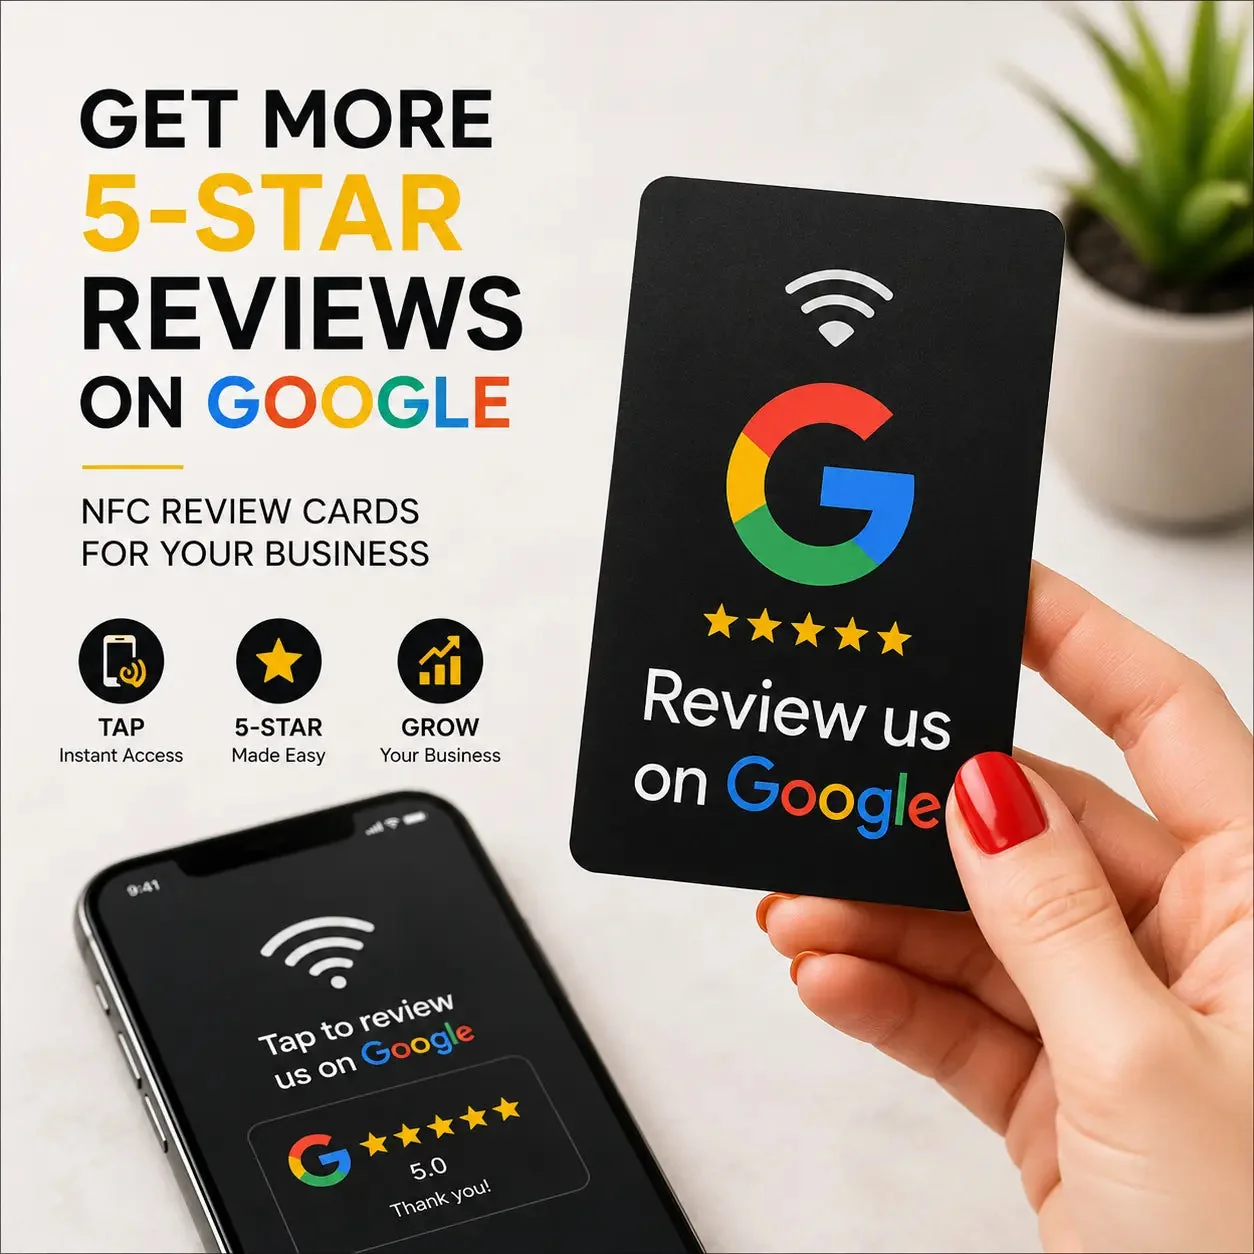 GET MORE
5-STAR
REVIEWS
ON GOOGLE
NFC REVIEW CARDS
FOR YOUR BUSINESS
TAP
Instant Access
5-STAR
Made Easy
GROW
Your Business
G
Review us
on Google
9:41
Tap to review
us on Google
G
5.0
Thank you!